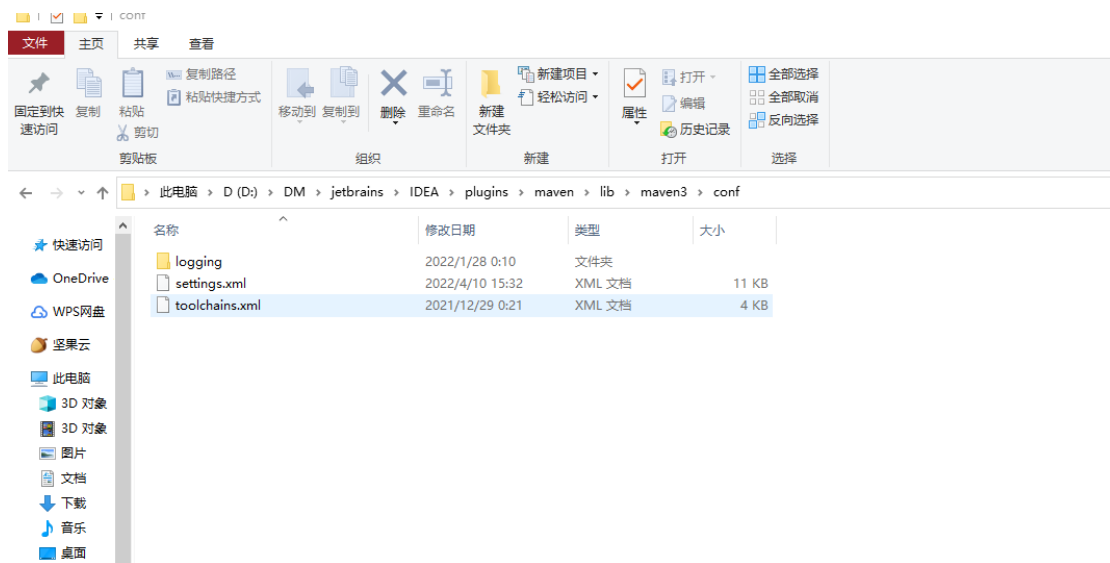 conf
文件 主页 共享 查看
固定到快速访问
复制
粘贴
复制路径
粘贴快捷方式
剪切
剪贴板
移动到
复制到
删除
重命名
组织
新建文件夹
新建项目
轻松访问
新建
属性
打开
编辑
历史记录
打开
全部选择
全部取消
反向选择
选择
此电脑 › D (D:) › DM › jetbrains › IDEA › plugins › maven › lib › maven3 › conf
名称 修改日期 类型 大小
logging 2022/1/28 0:10 文件夹
settings.xml 2022/4/10 15:32 XML 文档 11 KB
toolchains.xml 2021/12/29 0:21 XML 文档 4 KB
快速访问
OneDrive
WPS网盘
坚果云
此电脑
3D 对象
3D 对象
图片
文档
下载
音乐
桌面